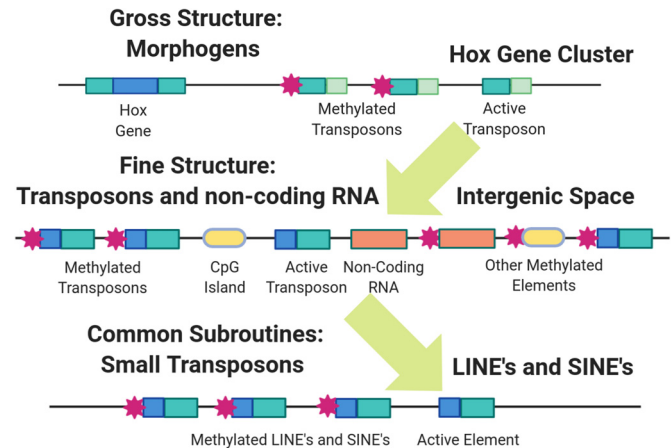 Gross Structure:
Morphogens
Hox Gene Cluster
Hox
Gene
Methylated
Transposons
Active
Transposon
Fine Structure:
Transposons and non-coding RNA
Intergenic Space
Methylated
Transposons
CpG
Island
Active
Transposon
Non-Coding
RNA
Other Methylated
Elements
Common Subroutines:
Small Transposons
LINE's and SINE's
Methylated LINE's and SINE's
Active Element